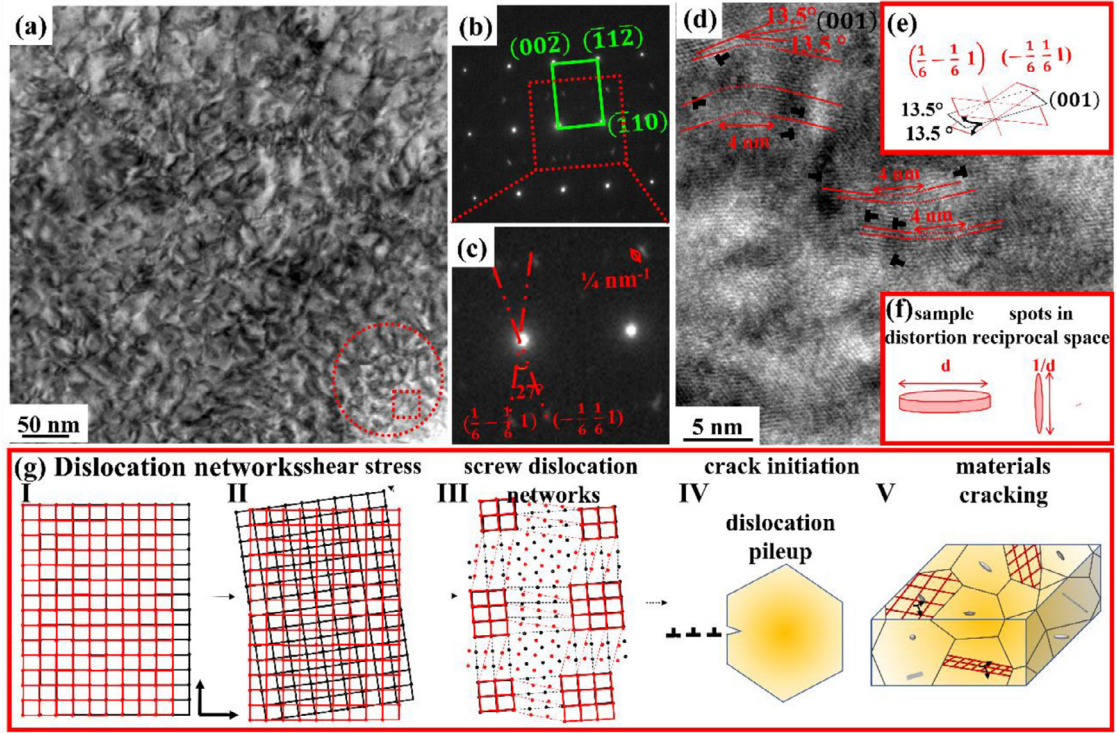 (a)
50 nm
(b)
(002̄) (1̄12̄)
(1̄10)
(c)
¼ nm⁻¹
27°
(1/6 −1/6 1) (−1/6 1/6 1)
(d)
13.5° (001)
13.5 °
4 nm
4 nm
4 nm
5 nm
(e)
(1/6 −1/6 1) (−1/6 1/6 1)
(001)
13.5°
13.5 °
(f) sample spots in
distortion reciprocal space
d 1/d
(g) Dislocation networks shear stress screw dislocation networks crack initiation materials cracking
I II III IV V
dislocation
pileup